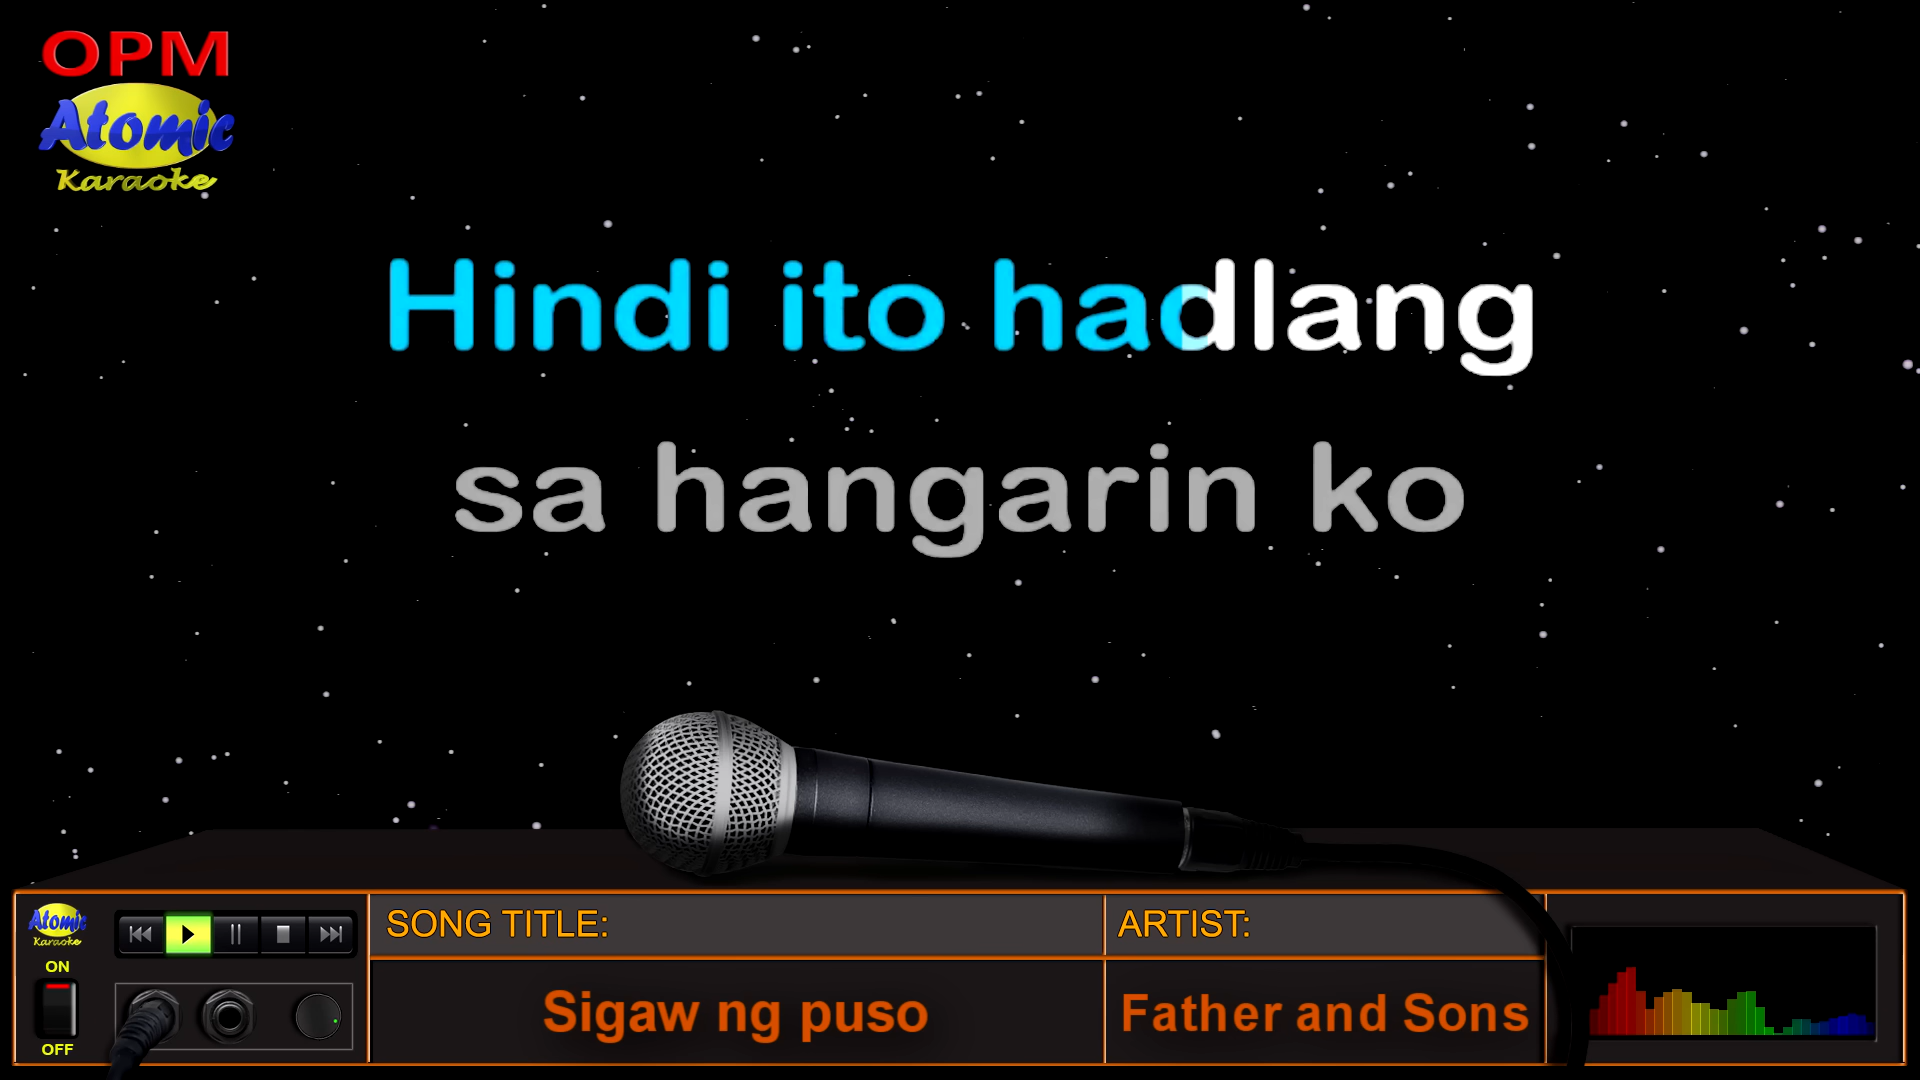 OPM
Atomic
Karaoke
Hindi ito hadlang
sa hangarin ko
Atomic
Karaoke
ON
OFF
SONG TITLE:
Sigaw ng puso
ARTIST:
Father and Sons